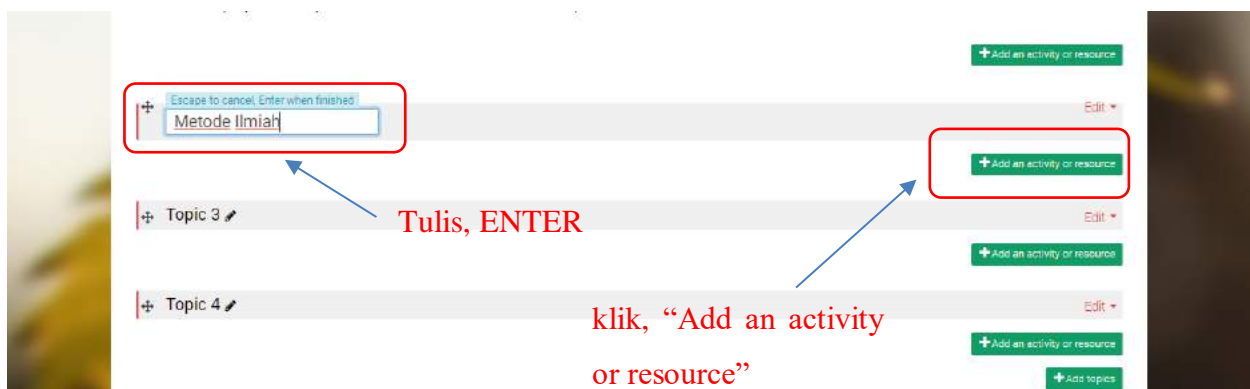 +Add an activity or resource
Escape to cancel, Enter when finished
Edit
Metode Ilmiah
+Add an activity or resource
Topic 3
Edit
Tulis, ENTER
+Add an activity or resource
Topic 4
Edit
klik, “Add an activity
or resource”
+Add an activity or resource
+Add topics